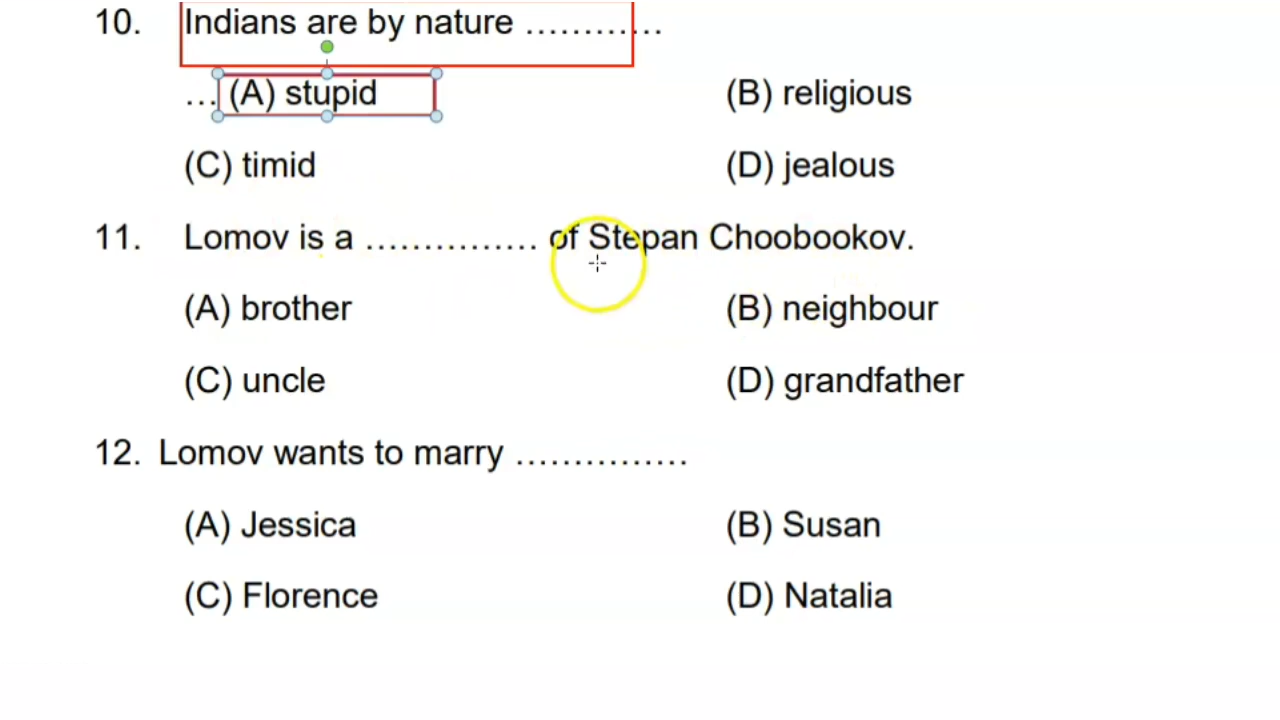 10. Indians are by nature ……………
… (A) stupid (B) religious
(C) timid (D) jealous
11. Lomov is a …………… of Stepan Choobookov.
(A) brother (B) neighbour
(C) uncle (D) grandfather
12. Lomov wants to marry ……………
(A) Jessica (B) Susan
(C) Florence (D) Natalia